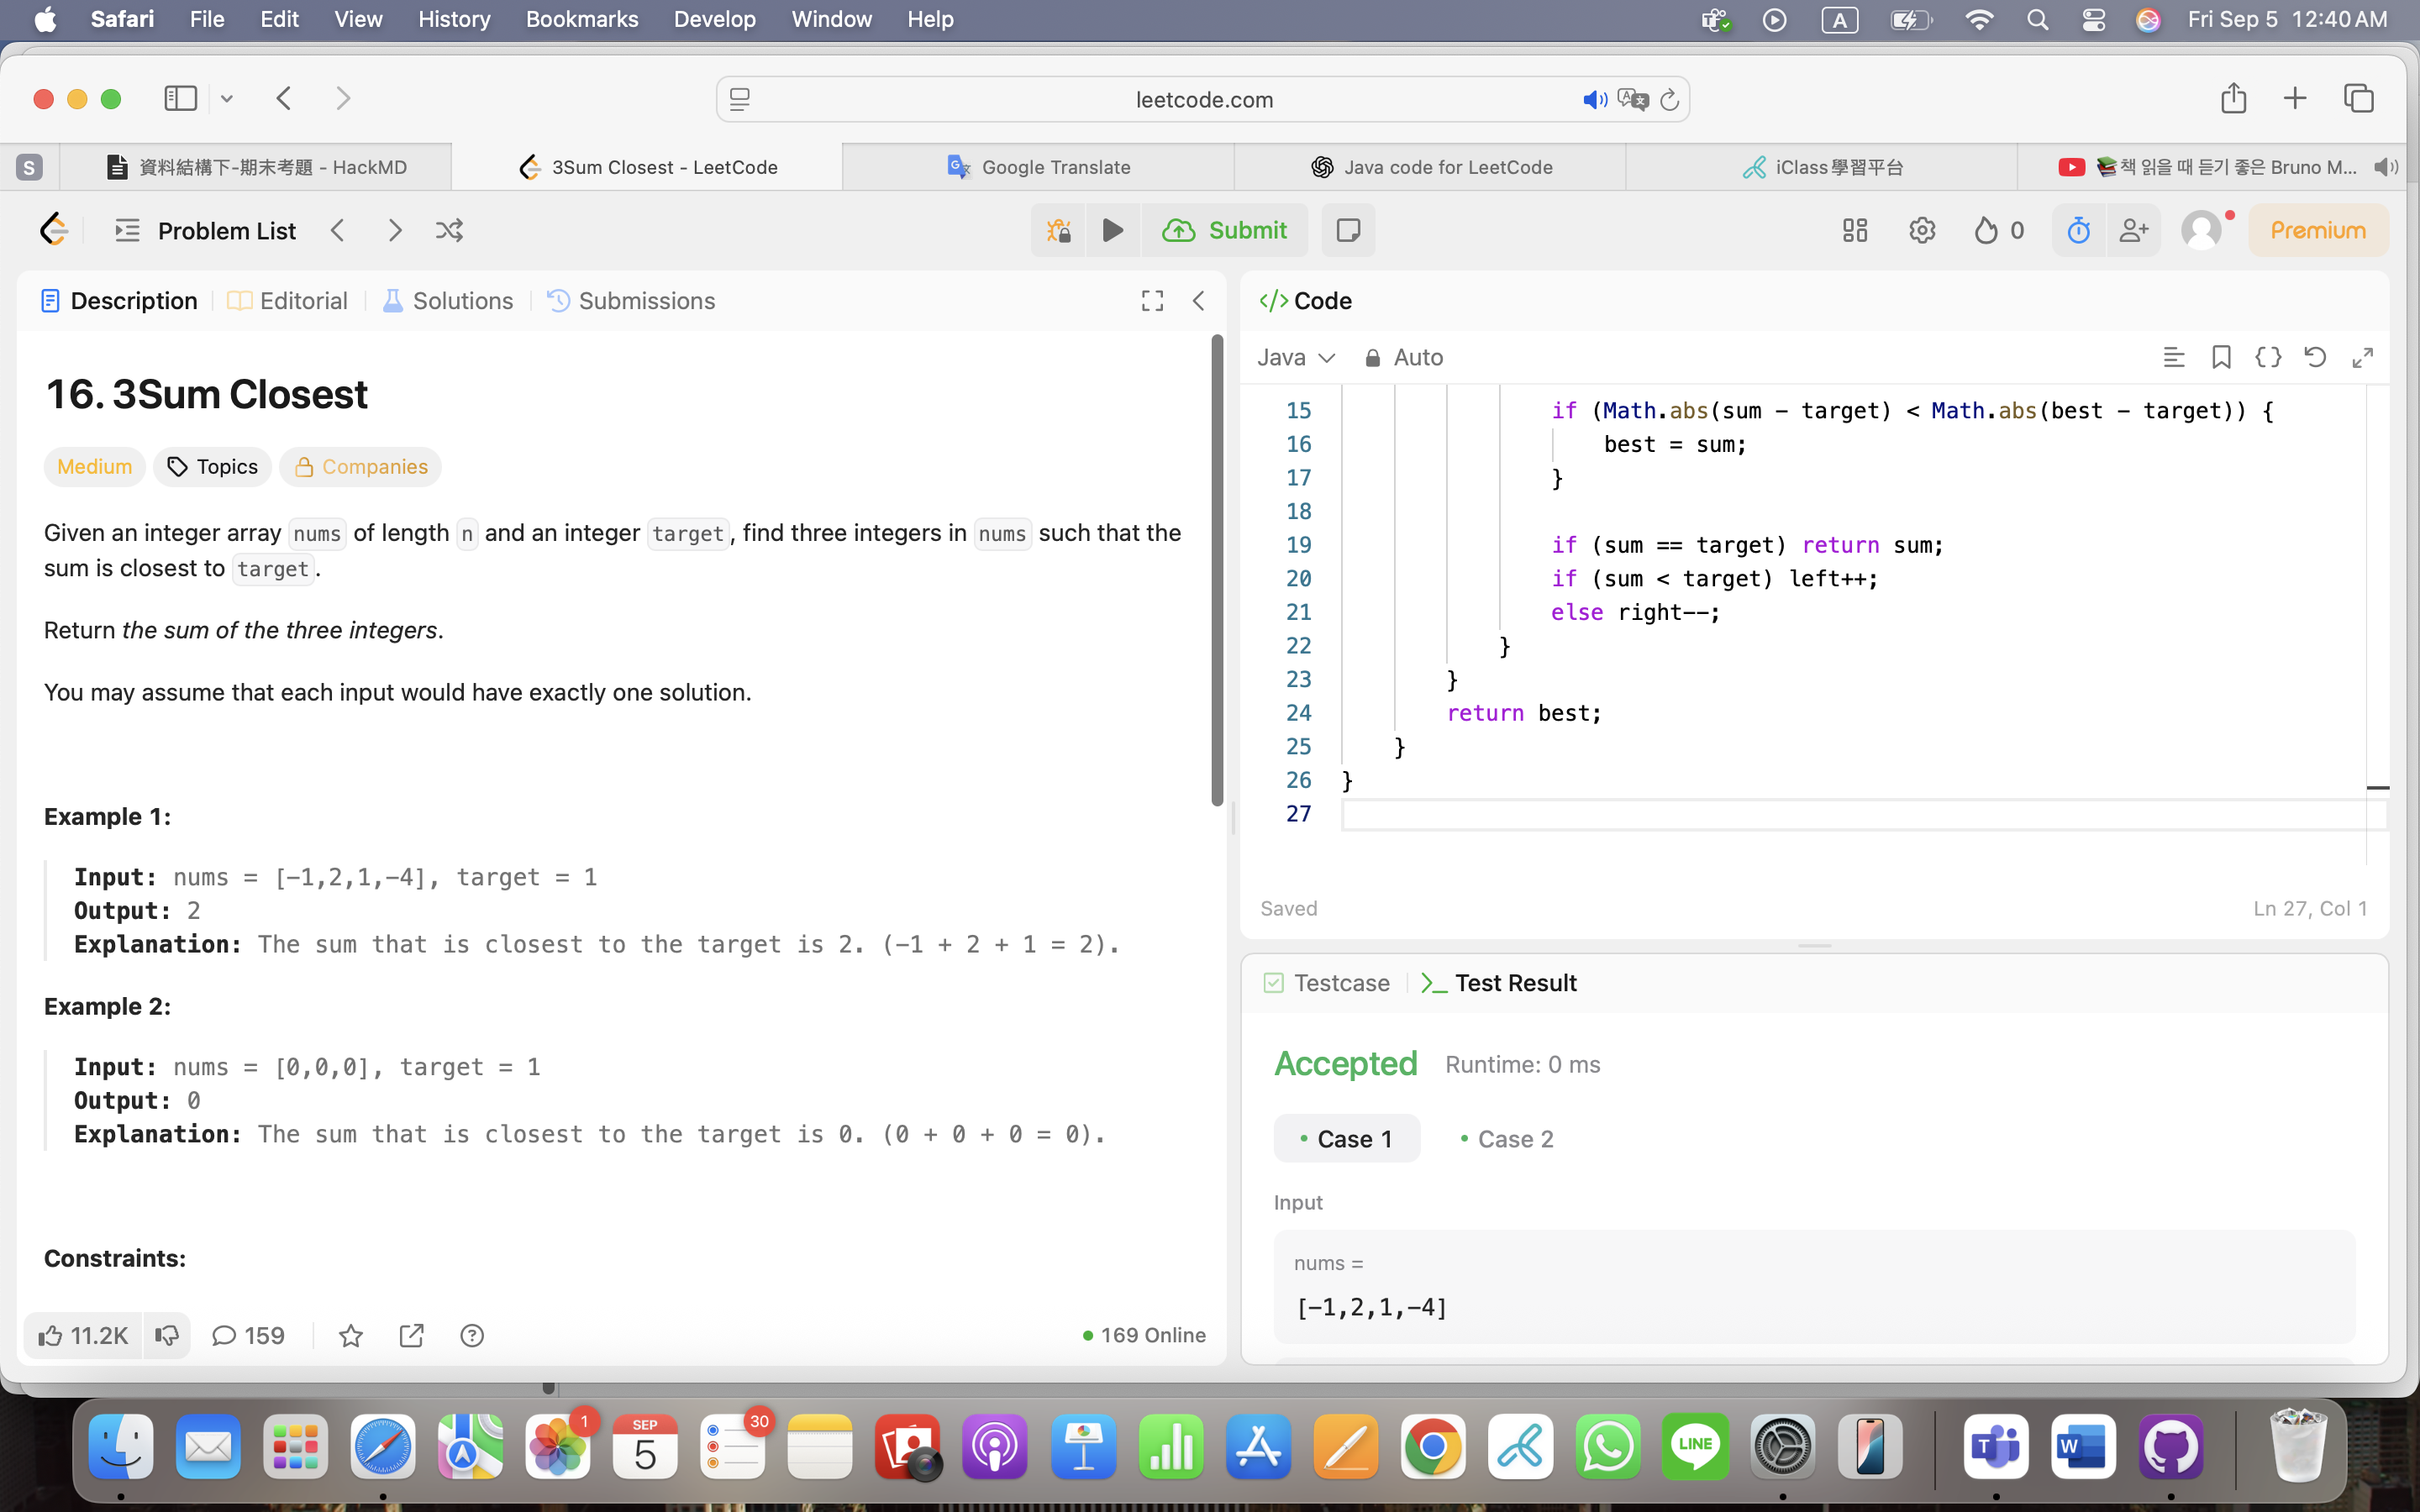 Safari File Edit View History Bookmarks Develop Window Help A Fri Sep 5 12:40 AM
leetcode.com
S 資料結構下-期末考題 - HackMD 3Sum Closest - LeetCode Google Translate Java code for LeetCode iClass學習平台 📚책 읽을 때 듣기 좋은 Bruno M...
Problem List Submit 0 Premium
Description Editorial Solutions Submissions
16. 3Sum Closest
Medium Topics Companies
Given an integer array nums of length n and an integer target, find three integers in nums such that the
sum is closest to target.
Return the sum of the three integers.
You may assume that each input would have exactly one solution.
Example 1:
Input: nums = [-1,2,1,-4], target = 1
Output: 2
Explanation: The sum that is closest to the target is 2. (-1 + 2 + 1 = 2).
Example 2:
Input: nums = [0,0,0], target = 1
Output: 0
Explanation: The sum that is closest to the target is 0. (0 + 0 + 0 = 0).
Constraints:
11.2K 159 169 Online
</> Code
Java Auto
15 if (Math.abs(sum - target) < Math.abs(best - target)) {
16 best = sum;
17 }
18
19 if (sum == target) return sum;
20 if (sum < target) left++;
21 else right--;
22 }
23 }
24 return best;
25 }
26 }
27
Saved Ln 27, Col 1
Testcase Test Result
Accepted Runtime: 0 ms
Case 1 Case 2
Input
nums =
[-1,2,1,-4]
1 SEP 5 30 LINE T W